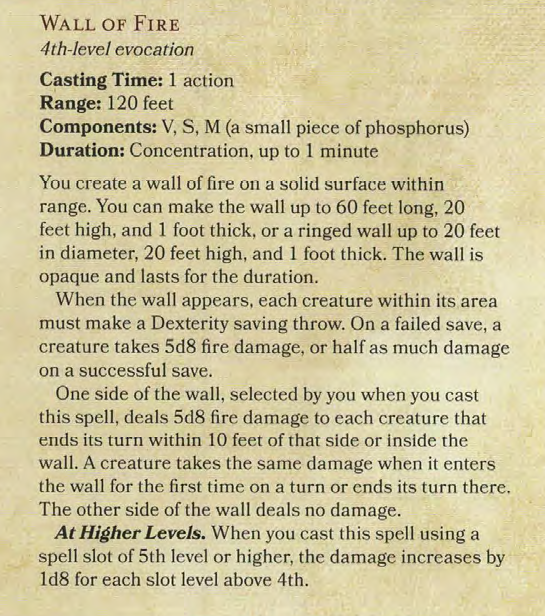 WALL OF FIRE
4th-level evocation
Casting Time: 1 action
Range: 120 feet
Components: V, S, M (a small piece of phosphorus)
Duration: Concentration, up to 1 minute
You create a wall of fire on a solid surface within
range. You can make the wall up to 60 feet long, 20
feet high, and 1 foot thick, or a ringed wall up to 20 feet
in diameter, 20 feet high, and 1 foot thick. The wall is
opaque and lasts for the duration.
When the wall appears, each creature within its area
must make a Dexterity saving throw. On a failed save, a
creature takes 5d8 fire damage, or half as much damage
on a successful save.
One side of the wall, selected by you when you cast
this spell, deals 5d8 fire damage to each creature that
ends its turn within 10 feet of that side or inside the
wall. A creature takes the same damage when it enters
the wall for the first time on a turn or ends its turn there.
The other side of the wall deals no damage.
At Higher Levels. When you cast this spell using a
spell slot of 5th level or higher, the damage increases by
1d8 for each slot level above 4th.